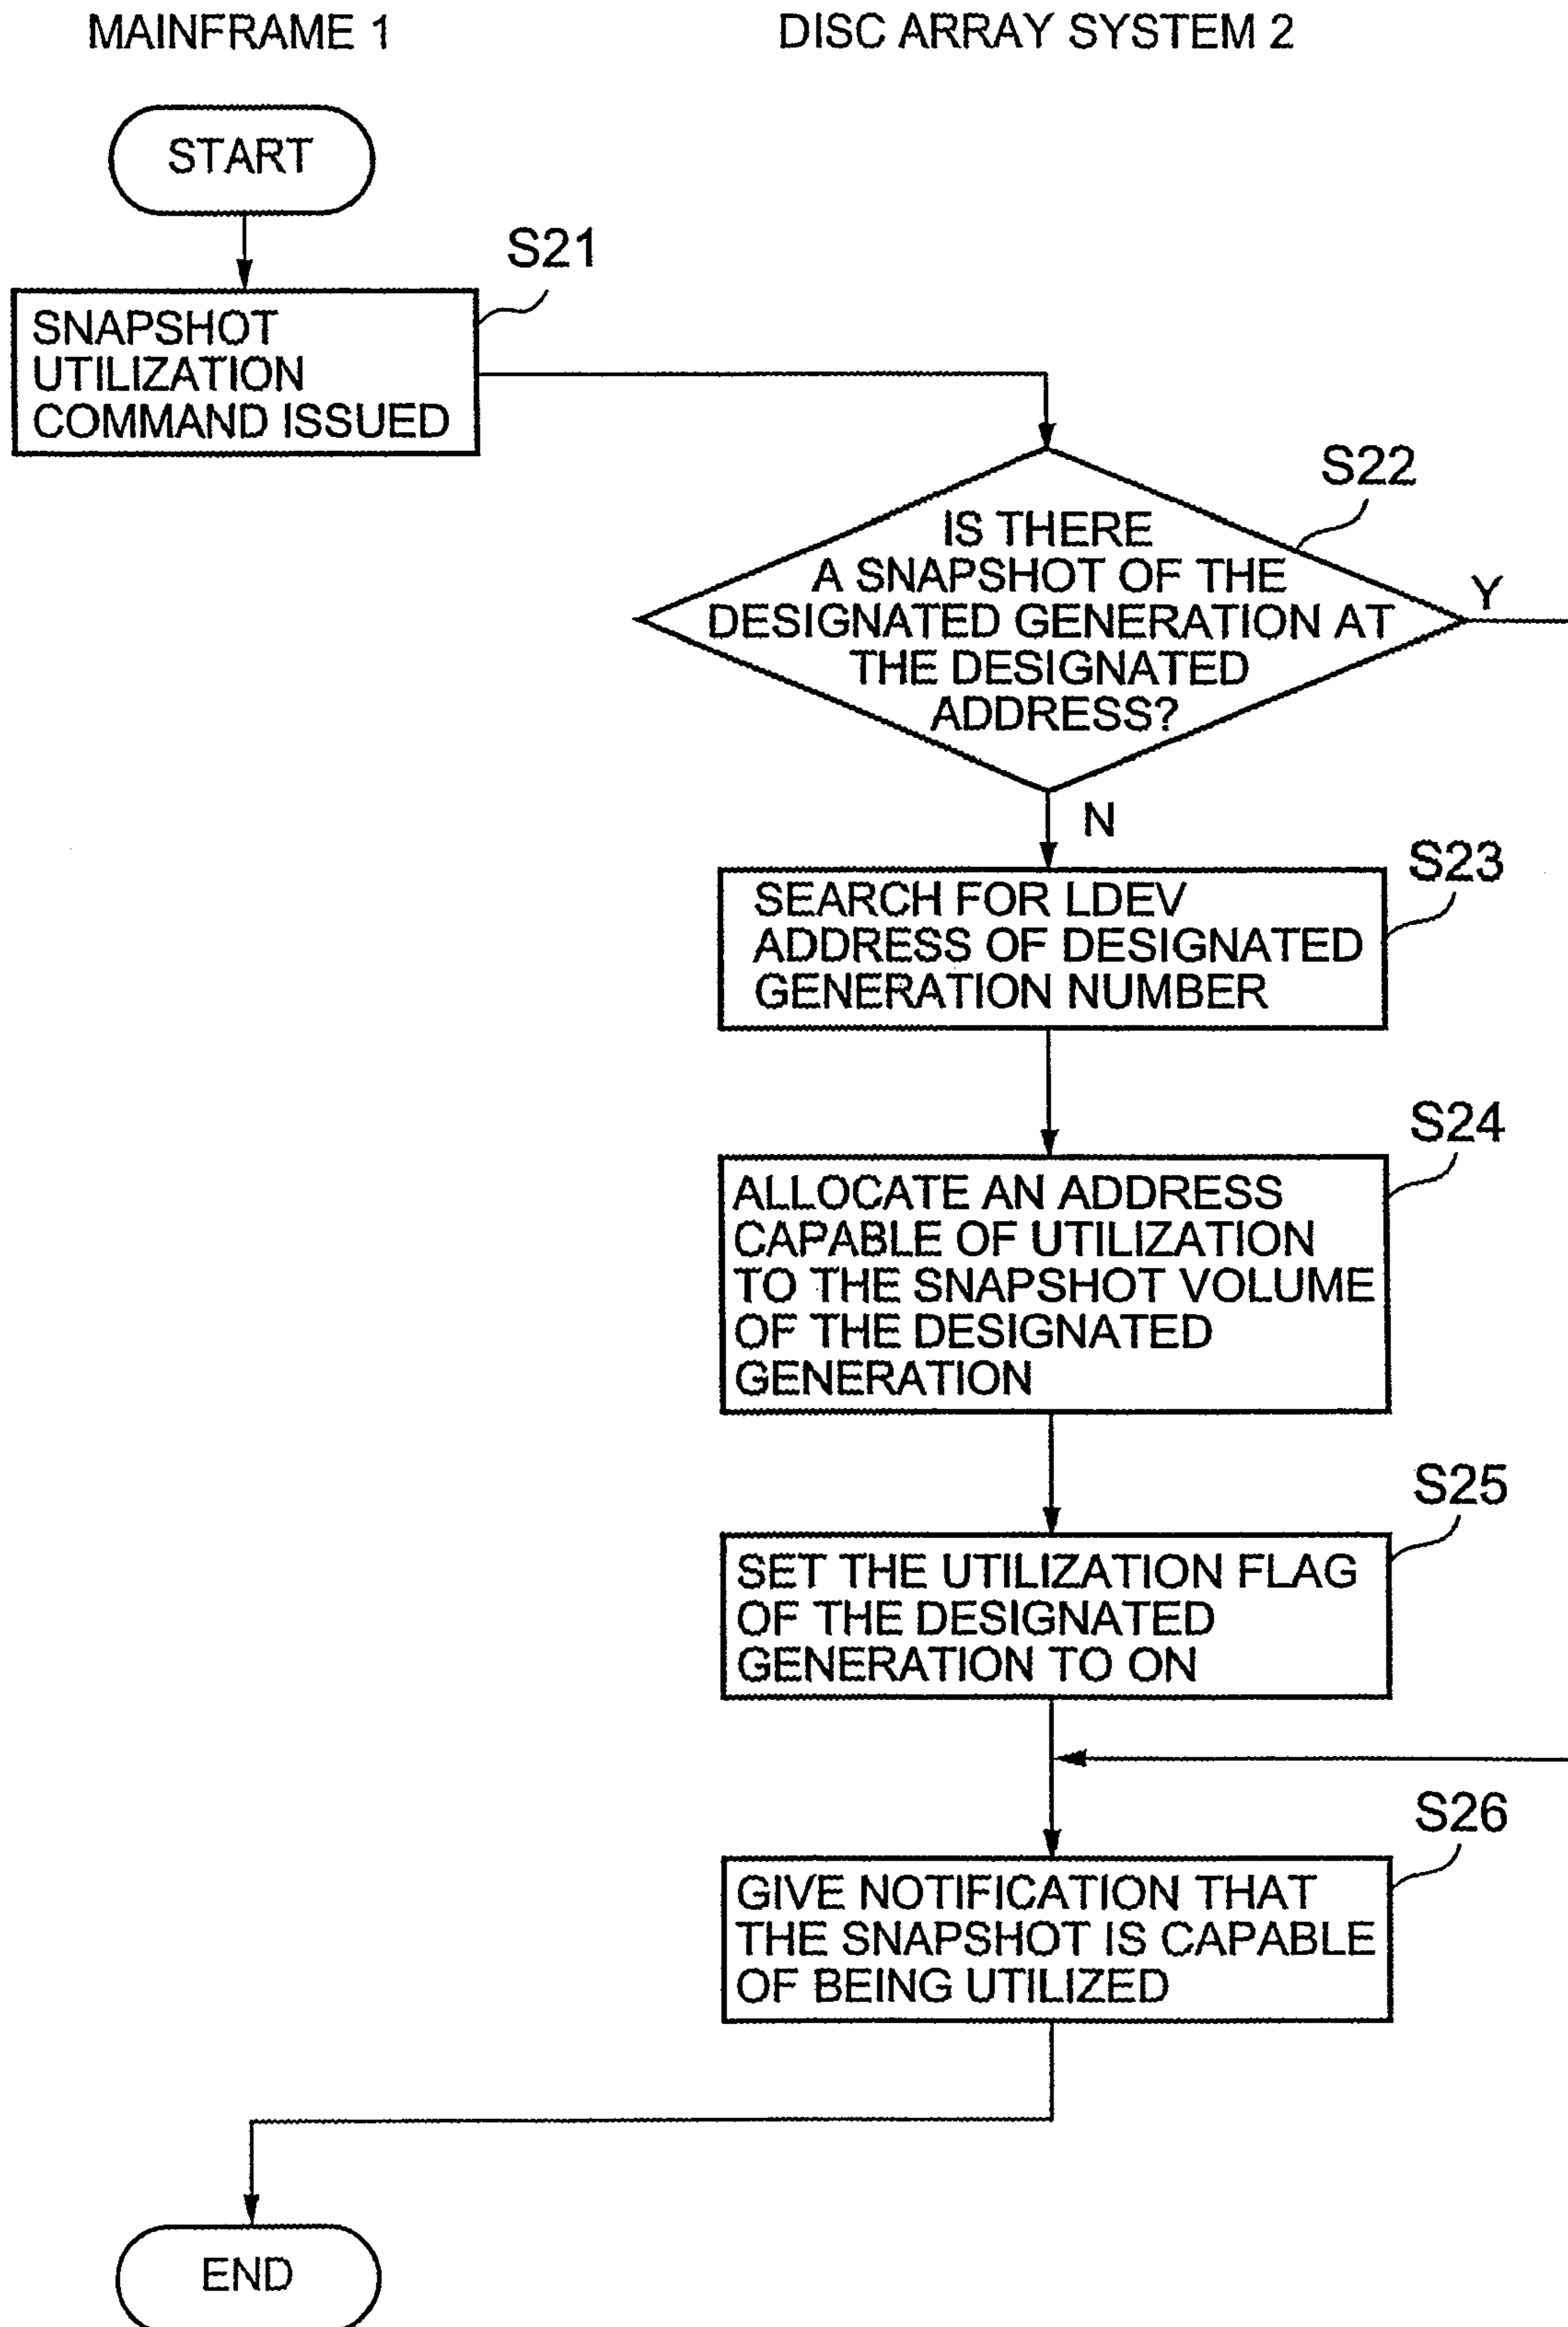 MAINFRAME 1
DISC ARRAY SYSTEM 2
START
S21
SNAPSHOT
UTILIZATION
COMMAND ISSUED
S22
IS THERE
A SNAPSHOT OF THE
DESIGNATED GENERATION AT
THE DESIGNATED
ADDRESS?
Y
N
S23
SEARCH FOR LDEV
ADDRESS OF DESIGNATED
GENERATION NUMBER
S24
ALLOCATE AN ADDRESS
CAPABLE OF UTILIZATION
TO THE SNAPSHOT VOLUME
OF THE DESIGNATED
GENERATION
S25
SET THE UTILIZATION FLAG
OF THE DESIGNATED
GENERATION TO ON
S26
GIVE NOTIFICATION THAT
THE SNAPSHOT IS CAPABLE
OF BEING UTILIZED
END